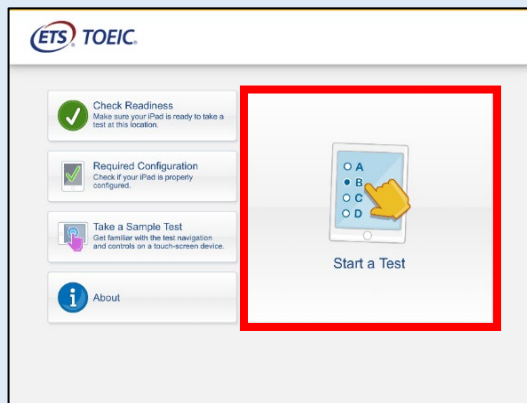 ETS® TOEIC®
Check Readiness
Make sure your iPad is ready to take a
test at this location.
Required Configuration
Check if your iPad is properly
configured.
Take a Sample Test
Get familiar with the test navigation
and controls on a touch-screen device.
About
A
B
C
D
Start a Test